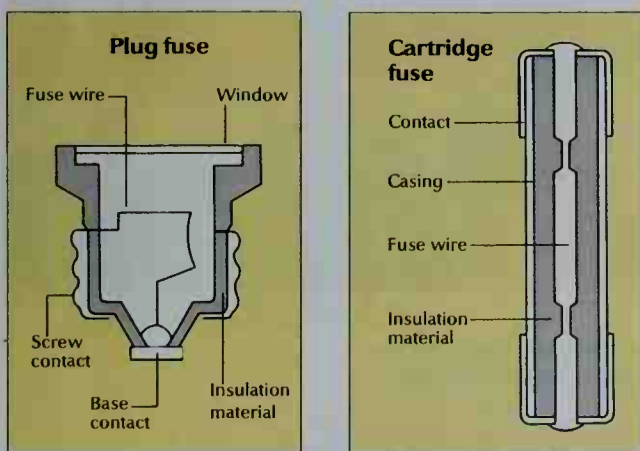 Plug fuse
Fuse wire
Window
Screw
contact
Base
contact
Insulation
material
Cartridge
fuse
Contact
Casing
Fuse wire
Insulation
material